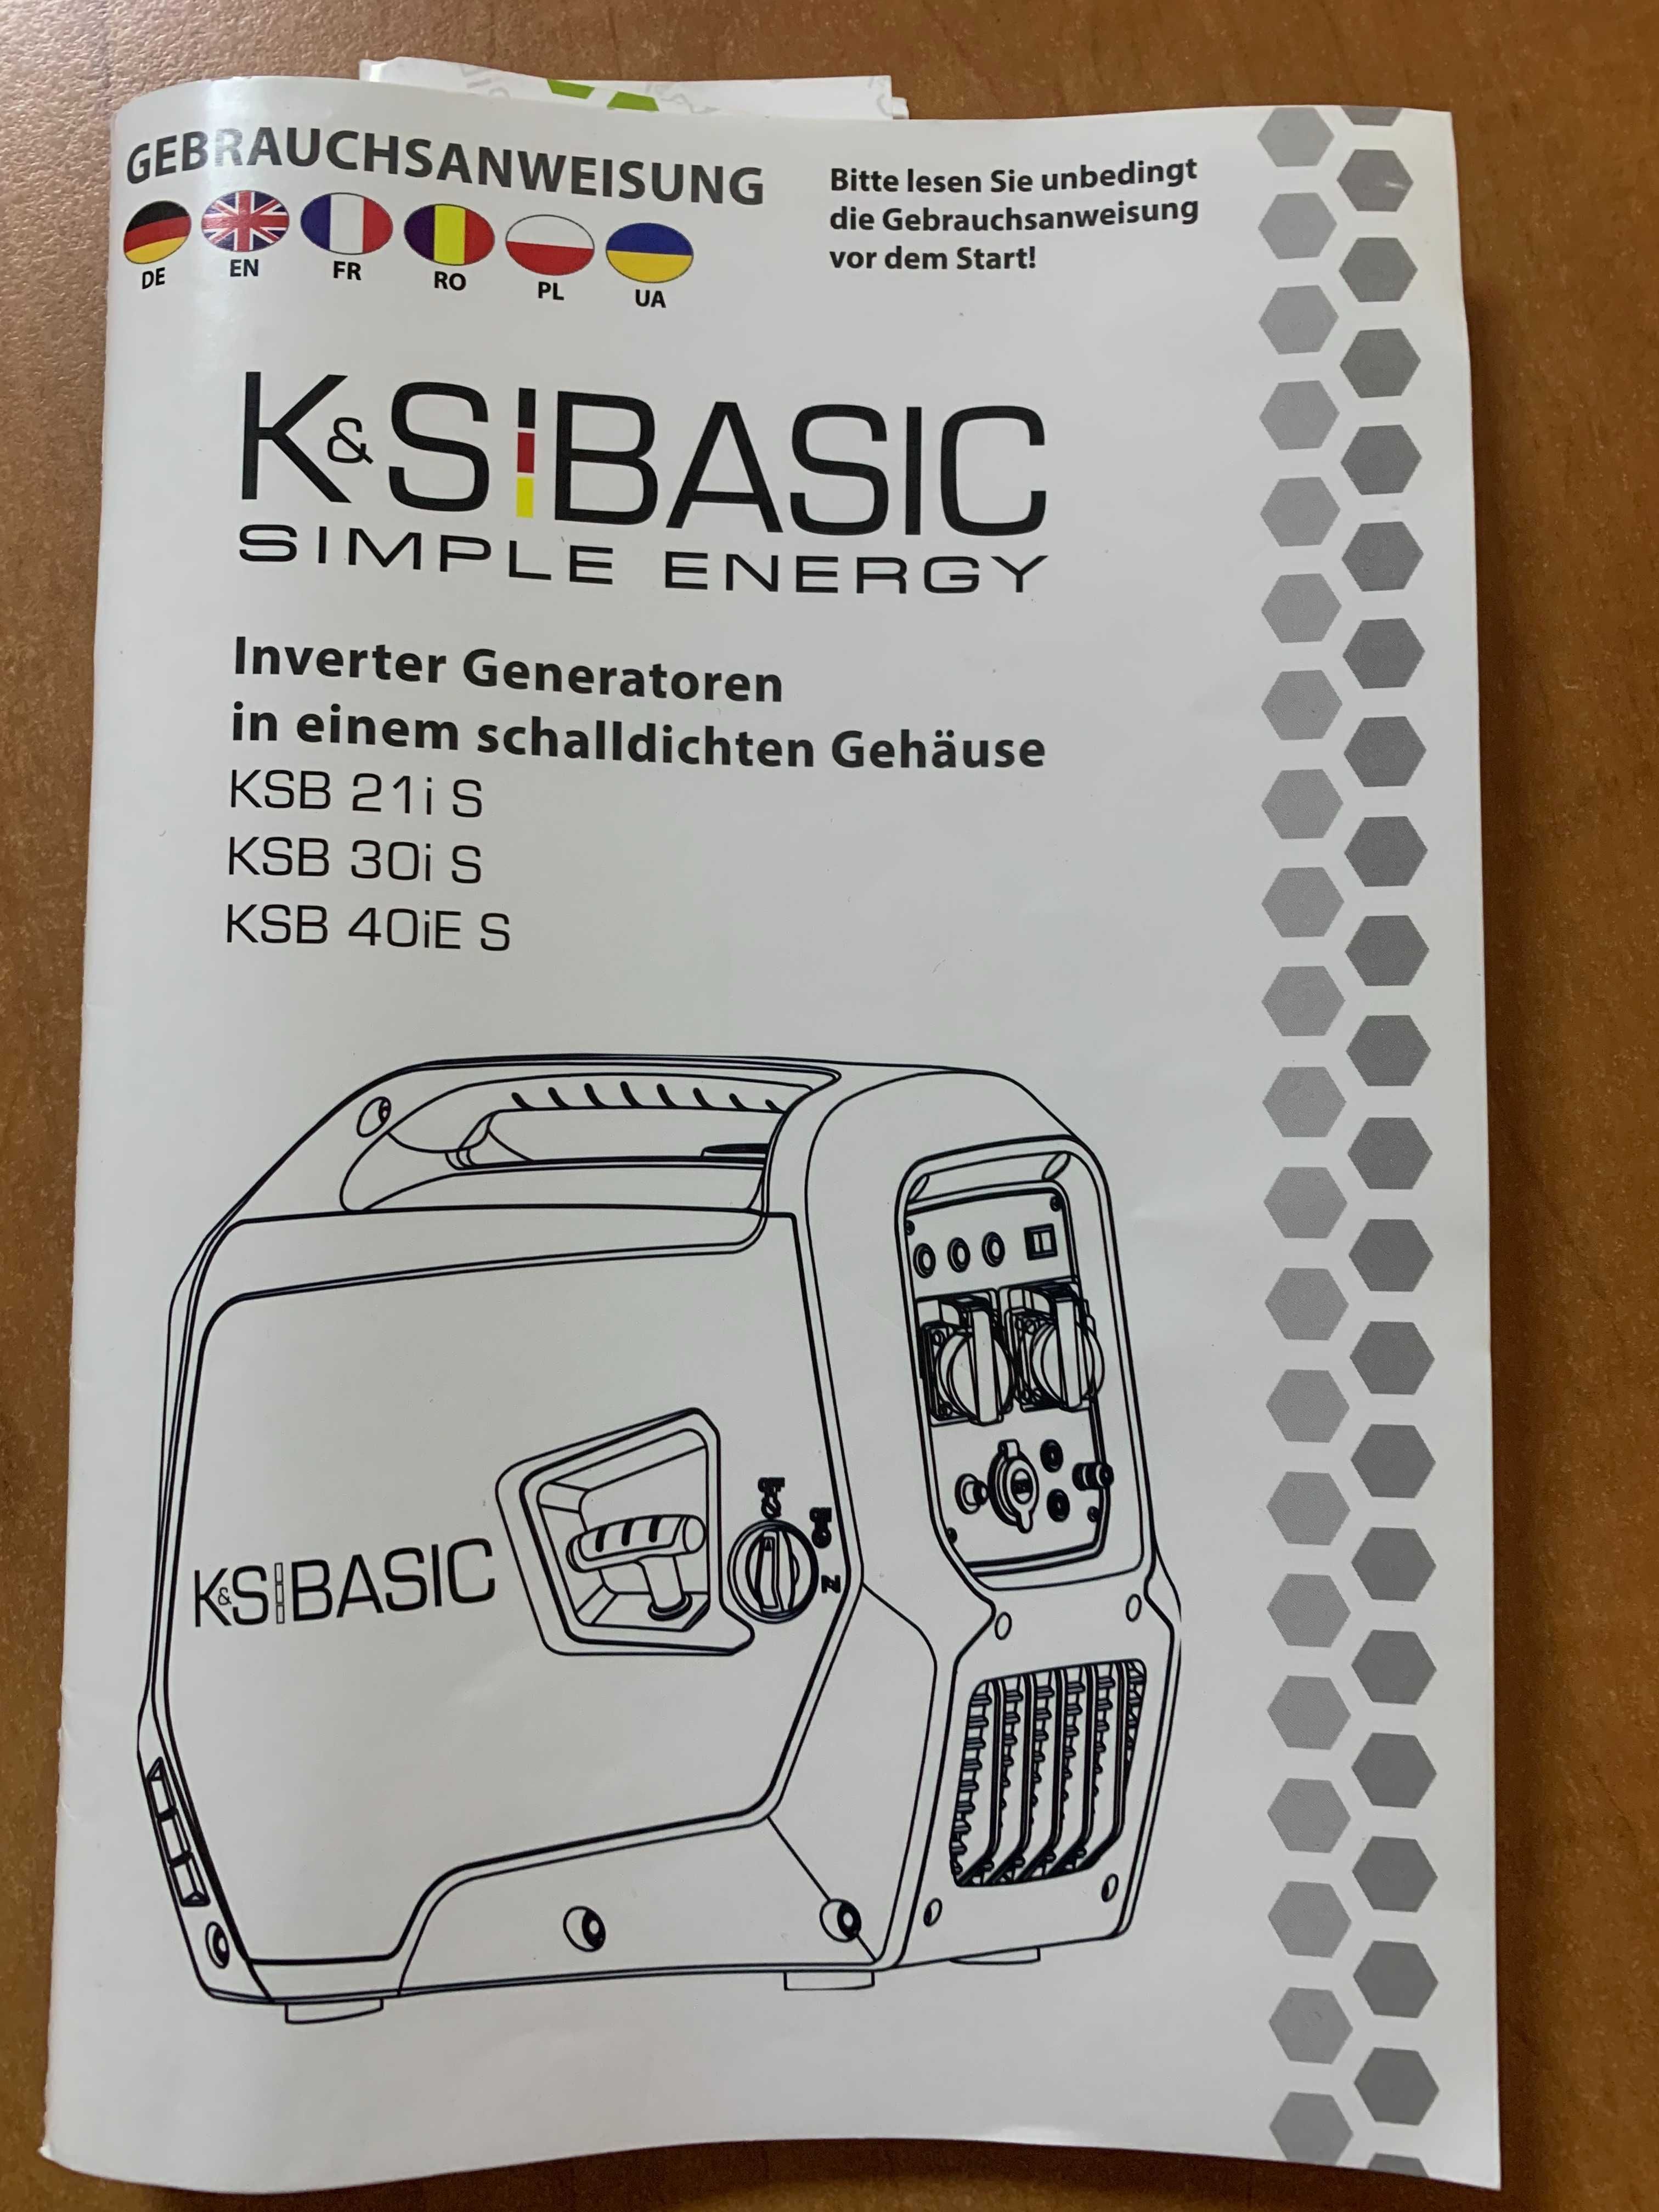 GEBRAUCHSANWEISUNG
DE EN FR RO PL UA
Bitte lesen Sie unbedingt
die Gebrauchsanweisung
vor dem Start!
K&S BASIC
SIMPLE ENERGY
Inverter Generatoren
in einem schalldichten Gehäuse
KSB 21i S
KSB 30i S
KSB 40iE S
K&S BASIC